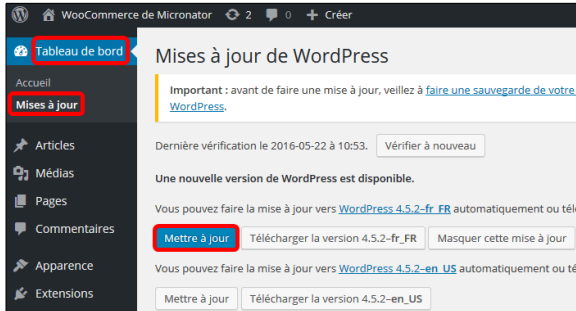 WooCommerce de Micronator 2 0 + Créer
Tableau de bord
Accueil
Mises à jour
Articles
Médias
Pages
Commentaires
Apparence
Extensions
Mises à jour de WordPress
Important : avant de faire une mise à jour, veillez à faire une sauvegarde de votre
WordPress.
Dernière vérification le 2016-05-22 à 10:53. Vérifier à nouveau
Une nouvelle version de WordPress est disponible.
Vous pouvez faire la mise à jour vers WordPress 4.5.2–fr_FR automatiquement ou tél
Mettre à jour Télécharger la version 4.5.2–fr_FR Masquer cette mise à jour
Vous pouvez faire la mise à jour vers WordPress 4.5.2–en_US automatiquement ou té
Mettre à jour Télécharger la version 4.5.2–en_US